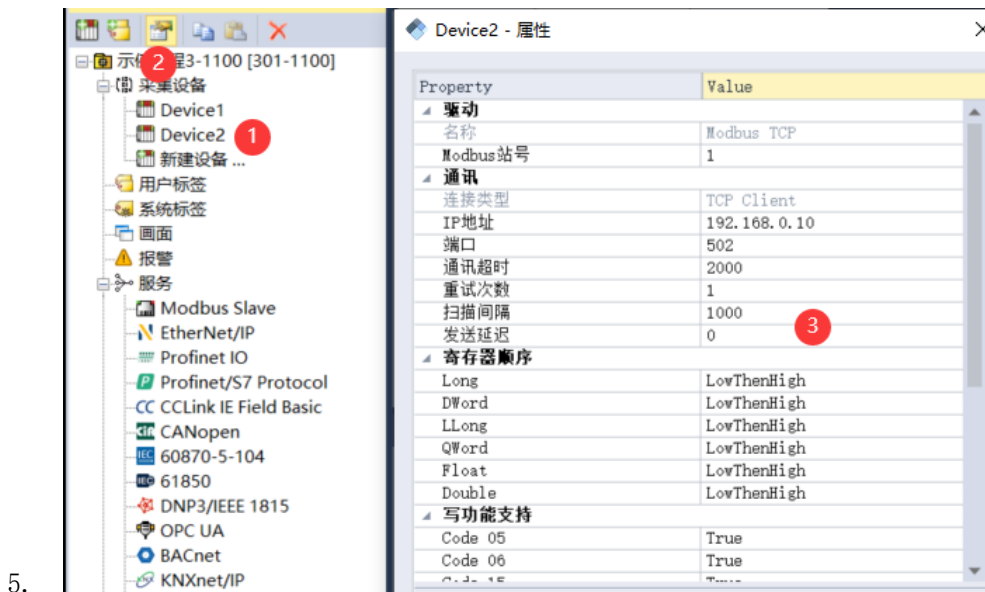 Device2 - 属性
2
示例 程3-1100 [301-1100]
采集设备
Device1
Device2 1
新建设备 ...
用户标签
系统标签
画面
报警
服务
Modbus Slave
EtherNet/IP
Profinet IO
Profinet/S7 Protocol
CC CCLink IE Field Basic
CANopen
IEC 60870-5-104
61850
DNP3/IEEE 1815
OPC UA
BACnet
KNXnet/IP
Property Value
驱动
名称 Modbus TCP
Modbus站号 1
通讯
连接类型 TCP Client
IP地址 192.168.0.10
端口 502
通讯超时 2000
重试次数 1
扫描间隔 1000
3
发送延迟 0
寄存器顺序
Long LowThenHigh
DWord LowThenHigh
LLong LowThenHigh
QWord LowThenHigh
Float LowThenHigh
Double LowThenHigh
写功能支持
Code 05 True
Code 06 True
5.